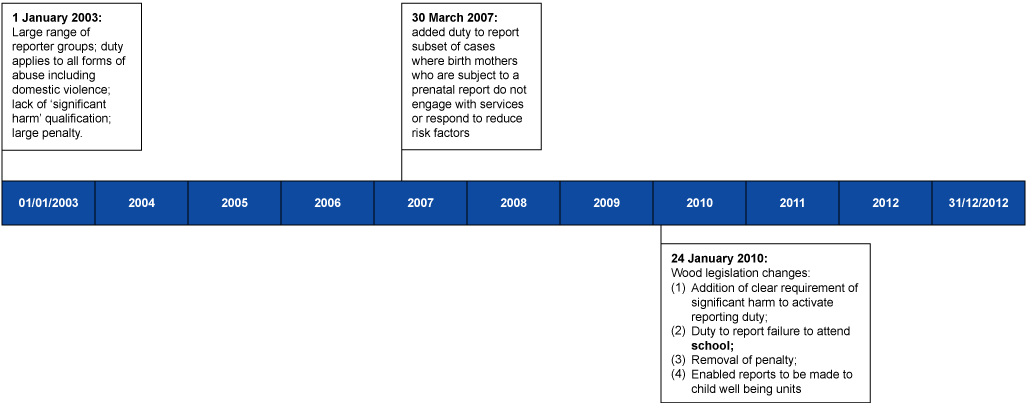 1 January 2003:
Large range of
reporter groups; duty
applies to all forms of
abuse including
domestic violence;
lack of ‘significant
harm’ qualification;
large penalty.
30 March 2007:
added duty to report
subset of cases
where birth mothers
who are subject to a
prenatal report do not
engage with services
or respond to reduce
risk factors
01/01/2003 2004 2005 2006 2007 2008 2009 2010 2011 2012 31/12/2012
24 January 2010:
Wood legislation changes:
(1) Addition of clear requirement of
significant harm to activate
reporting duty;
(2) Duty to report failure to attend
school;
(3) Removal of penalty;
(4) Enabled reports to be made to
child well being units